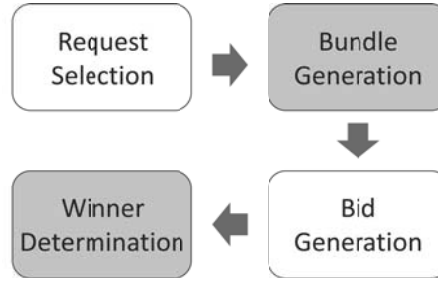 Request
Selection
Bundle
Generation
Bid
Generation
Winner
Determination